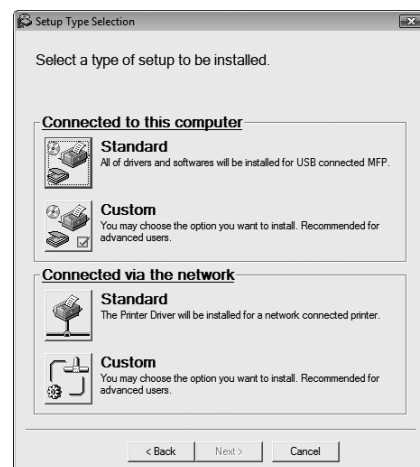 Setup Type Selection
Select a type of setup to be installed.
Connected to this computer
Standard
All of drivers and softwares will be installed for USB connected MFP.
Custom
You may choose the option you want to install. Recommended for
advanced users.
Connected via the network
Standard
The Printer Driver will be installed for a network connected printer.
Custom
You may choose the option you want to install. Recommended for
advanced users.
< Back Next > Cancel